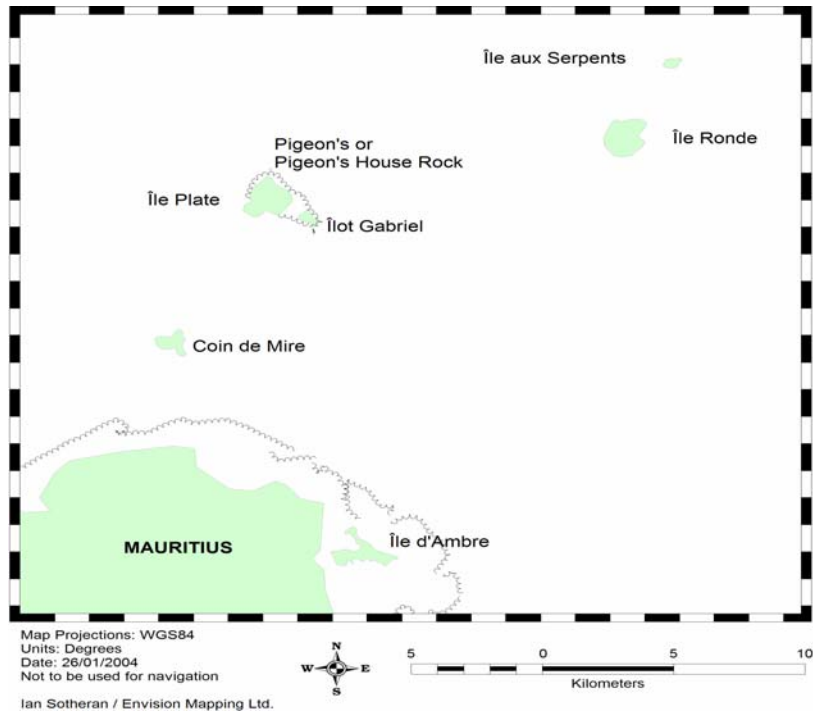 Île aux Serpents
Île Ronde
Pigeon's or
Pigeon's House Rock
Île Plate
Îlot Gabriel
Coin de Mire
Île d'Ambre
MAURITIUS
Map Projections: WGS84
Units: Degrees
Date: 26/01/2004
Not to be used for navigation
Ian Sotheran / Envision Mapping Ltd.
N
W E
S
5 0 5 10
Kilometers